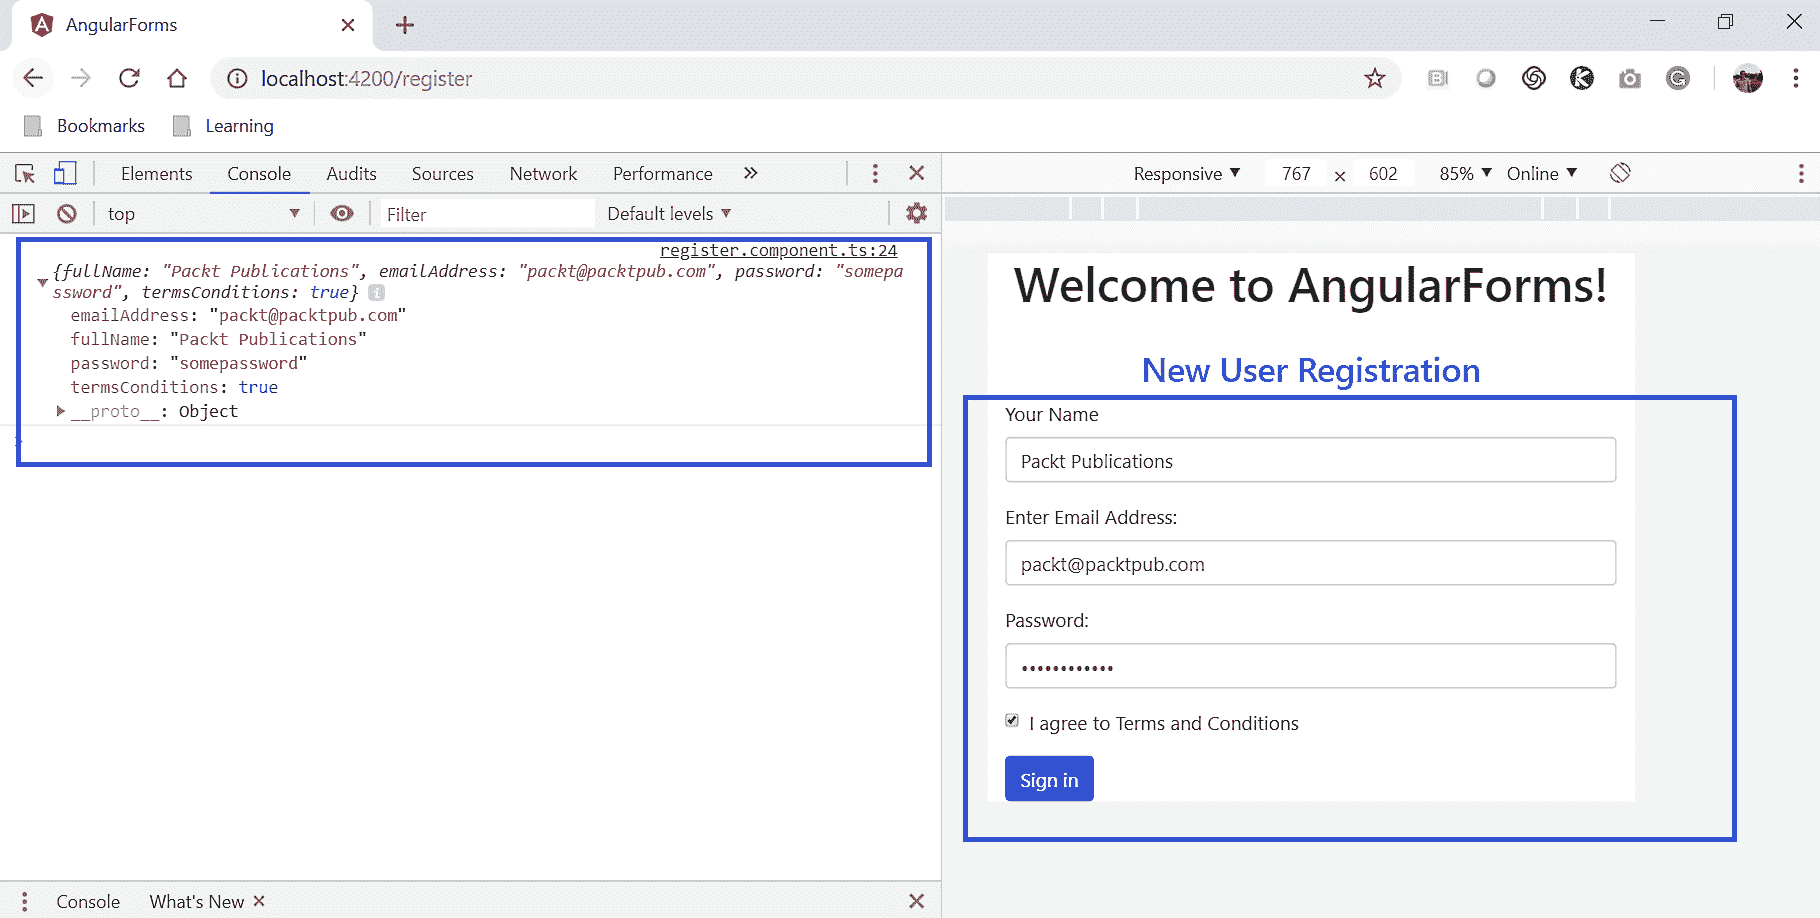 AngularForms
localhost:4200/register
Bookmarks Learning
Elements Console Audits Sources Network Performance »
Responsive 767 × 602 85% Online
top Filter Default levels
register.component.ts:24
{fullName: "Packt Publications", emailAddress: "packt@packtpub.com", password: "somepa
ssword", termsConditions: true} i
emailAddress: "packt@packtpub.com"
fullName: "Packt Publications"
password: "somepassword"
termsConditions: true
__proto__: Object
Welcome to AngularForms!
New User Registration
Your Name
Packt Publications
Enter Email Address:
packt@packtpub.com
Password:
••••••••••••
I agree to Terms and Conditions
Sign in
Console What's New